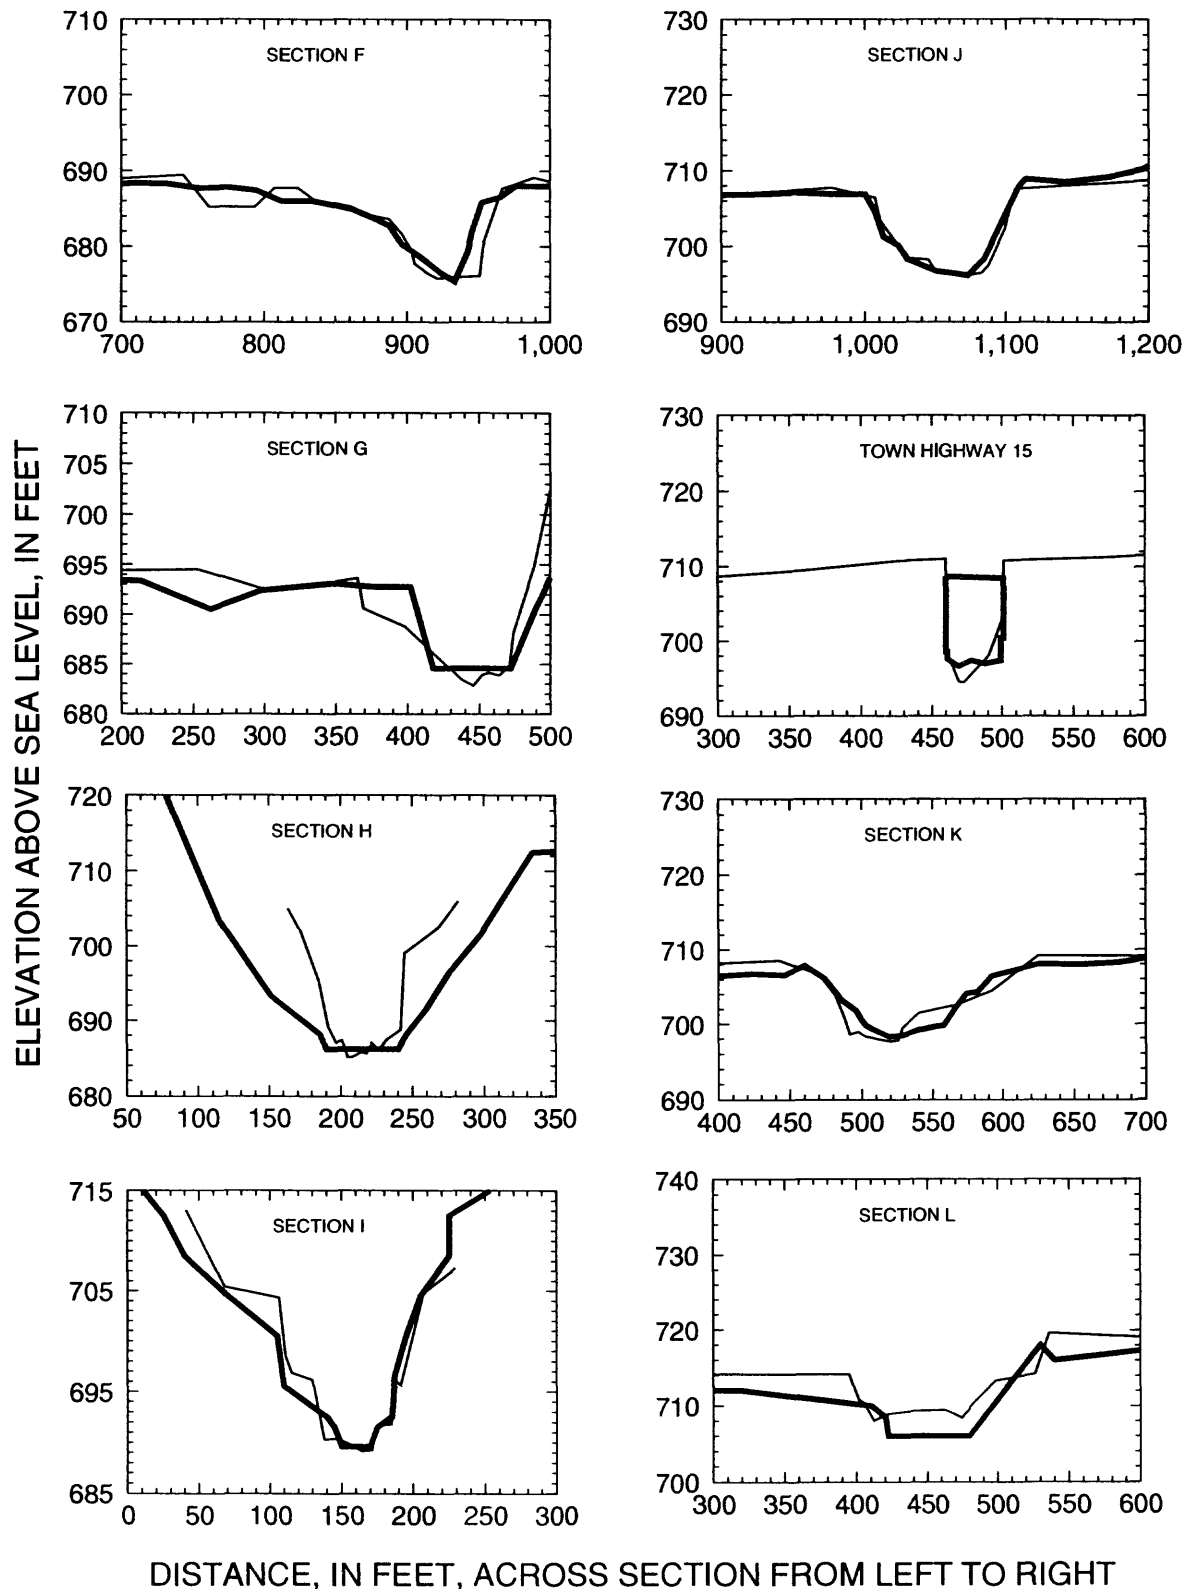 ELEVATION ABOVE SEA LEVEL, IN FEET
SECTION F
710
700
690
680
670
700 800 900 1,000
SECTION J
730
720
710
700
690
900 1,000 1,100 1,200
SECTION G
710
705
700
695
690
685
680
200 250 300 350 400 450 500
TOWN HIGHWAY 15
730
720
710
700
690
300 350 400 450 500 550 600
SECTION H
720
710
700
690
680
50 100 150 200 250 300 350
SECTION K
730
720
710
700
690
400 450 500 550 600 650 700
SECTION I
715
705
695
685
0 50 100 150 200 250 300
SECTION L
740
730
720
710
700
300 350 400 450 500 550 600
DISTANCE, IN FEET, ACROSS SECTION FROM LEFT TO RIGHT